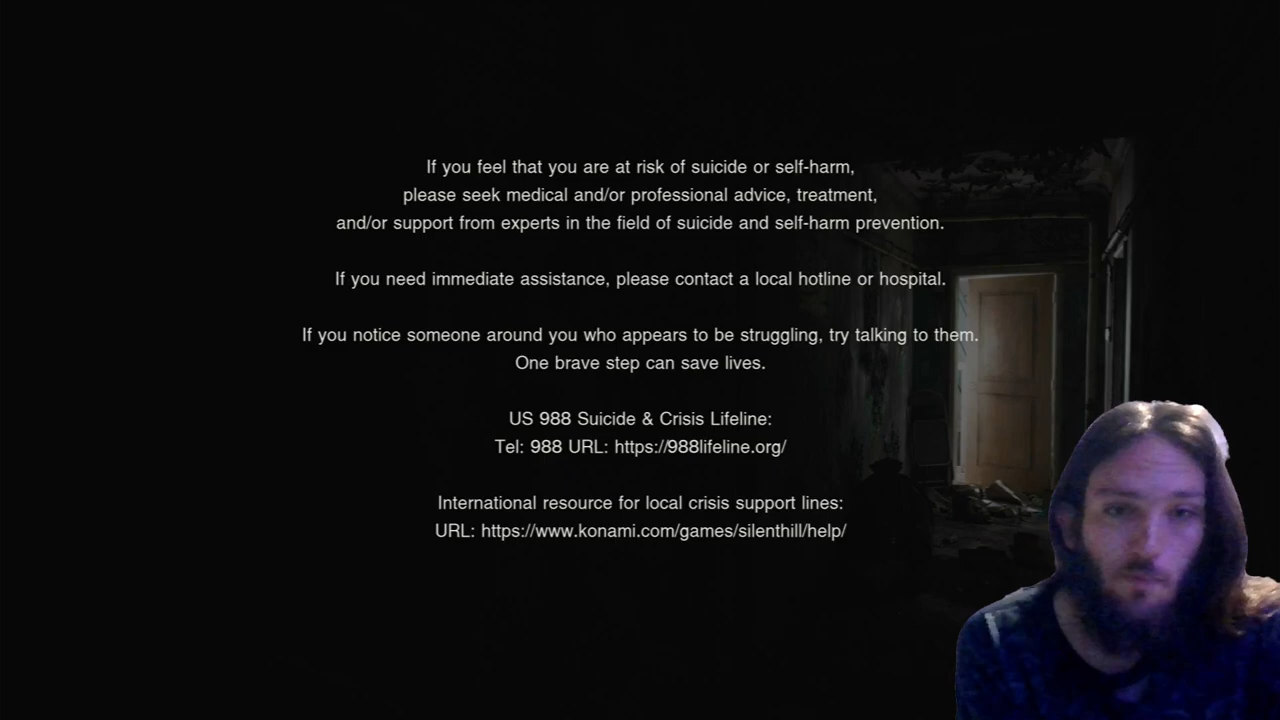 If you feel that you are at risk of suicide or self-harm,
please seek medical and/or professional advice, treatment,
and/or support from experts in the field of suicide and self-harm prevention.
If you need immediate assistance, please contact a local hotline or hospital.
If you notice someone around you who appears to be struggling, try talking to them.
One brave step can save lives.
US 988 Suicide & Crisis Lifeline:
Tel: 988 URL: https://988lifeline.org/
International resource for local crisis support lines:
URL: https://www.konami.com/games/silenthill/help/